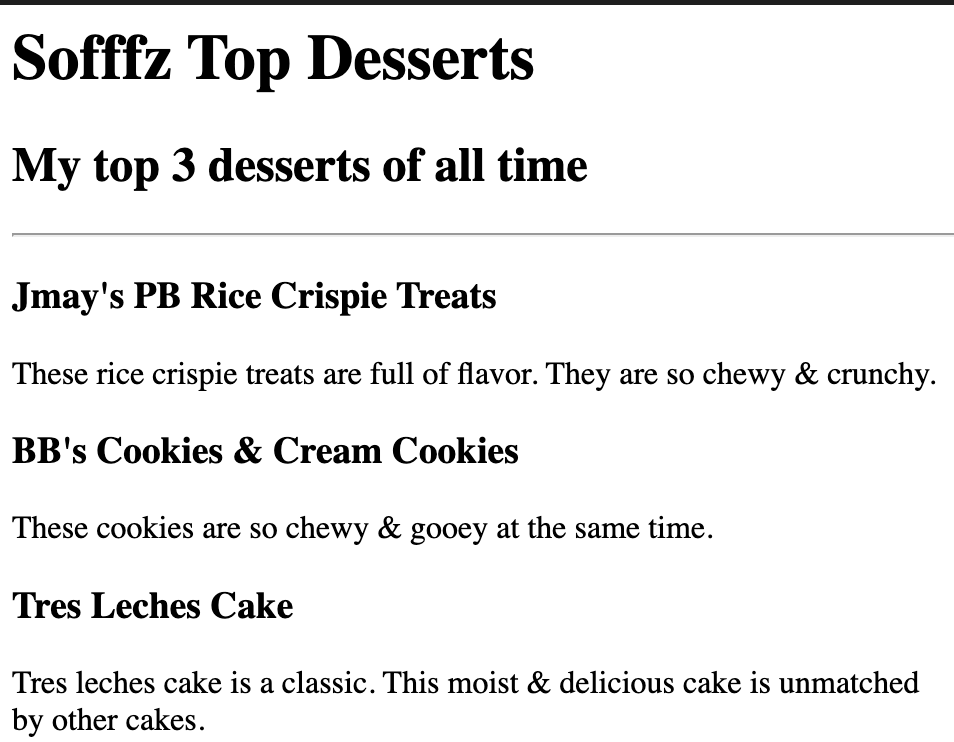 Sofffz Top Desserts
My top 3 desserts of all time
Jmay's PB Rice Crispie Treats
These rice crispie treats are full of flavor. They are so chewy & crunchy.
BB's Cookies & Cream Cookies
These cookies are so chewy & gooey at the same time.
Tres Leches Cake
Tres leches cake is a classic. This moist & delicious cake is unmatched
by other cakes.